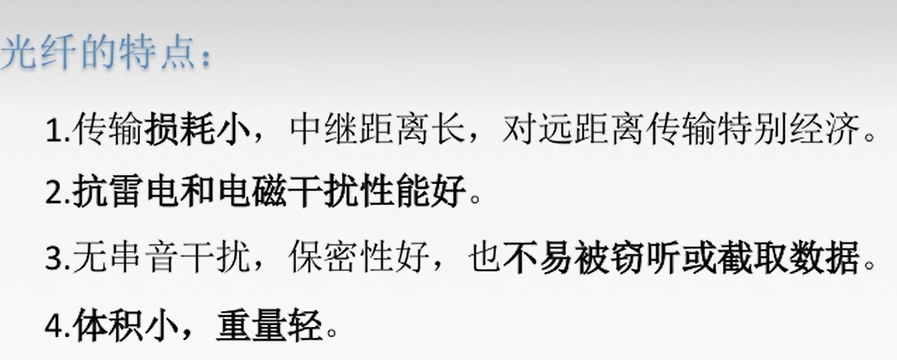 光纤的特点：
1.传输损耗小，中继距离长，对远距离传输特别经济。
2.抗雷电和电磁干扰性能好。
3.无串音干扰，保密性好，也不易被窃听或截取数据。
4.体积小，重量轻。